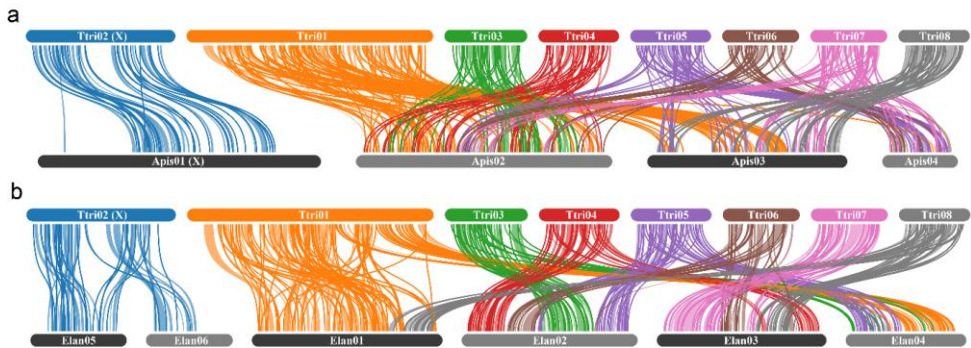 a
Ttri02 (X) Ttri01 Ttri03 Ttri04 Ttri05 Ttri06 Ttri07 Ttri08
Apis01 (X) Apis02 Apis03 Apis04
b
Ttri02 (X) Ttri01 Ttri03 Ttri04 Ttri05 Ttri06 Ttri07 Ttri08
Elan05 Elan06 Elan01 Elan02 Elan03 Elan04